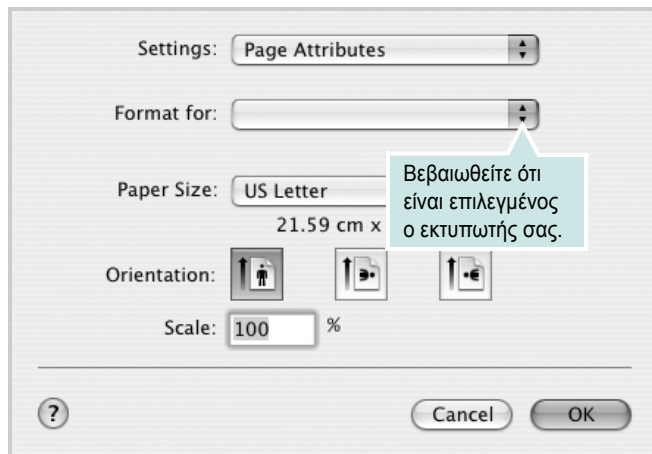 Settings: Page Attributes
Format for:
Βεβαιωθείτε ότι
είναι επιλεγμένος
ο εκτυπωτής σας.
Paper Size: US Letter
21.59 cm x
Orientation:
Scale: 100 %
? Cancel OK